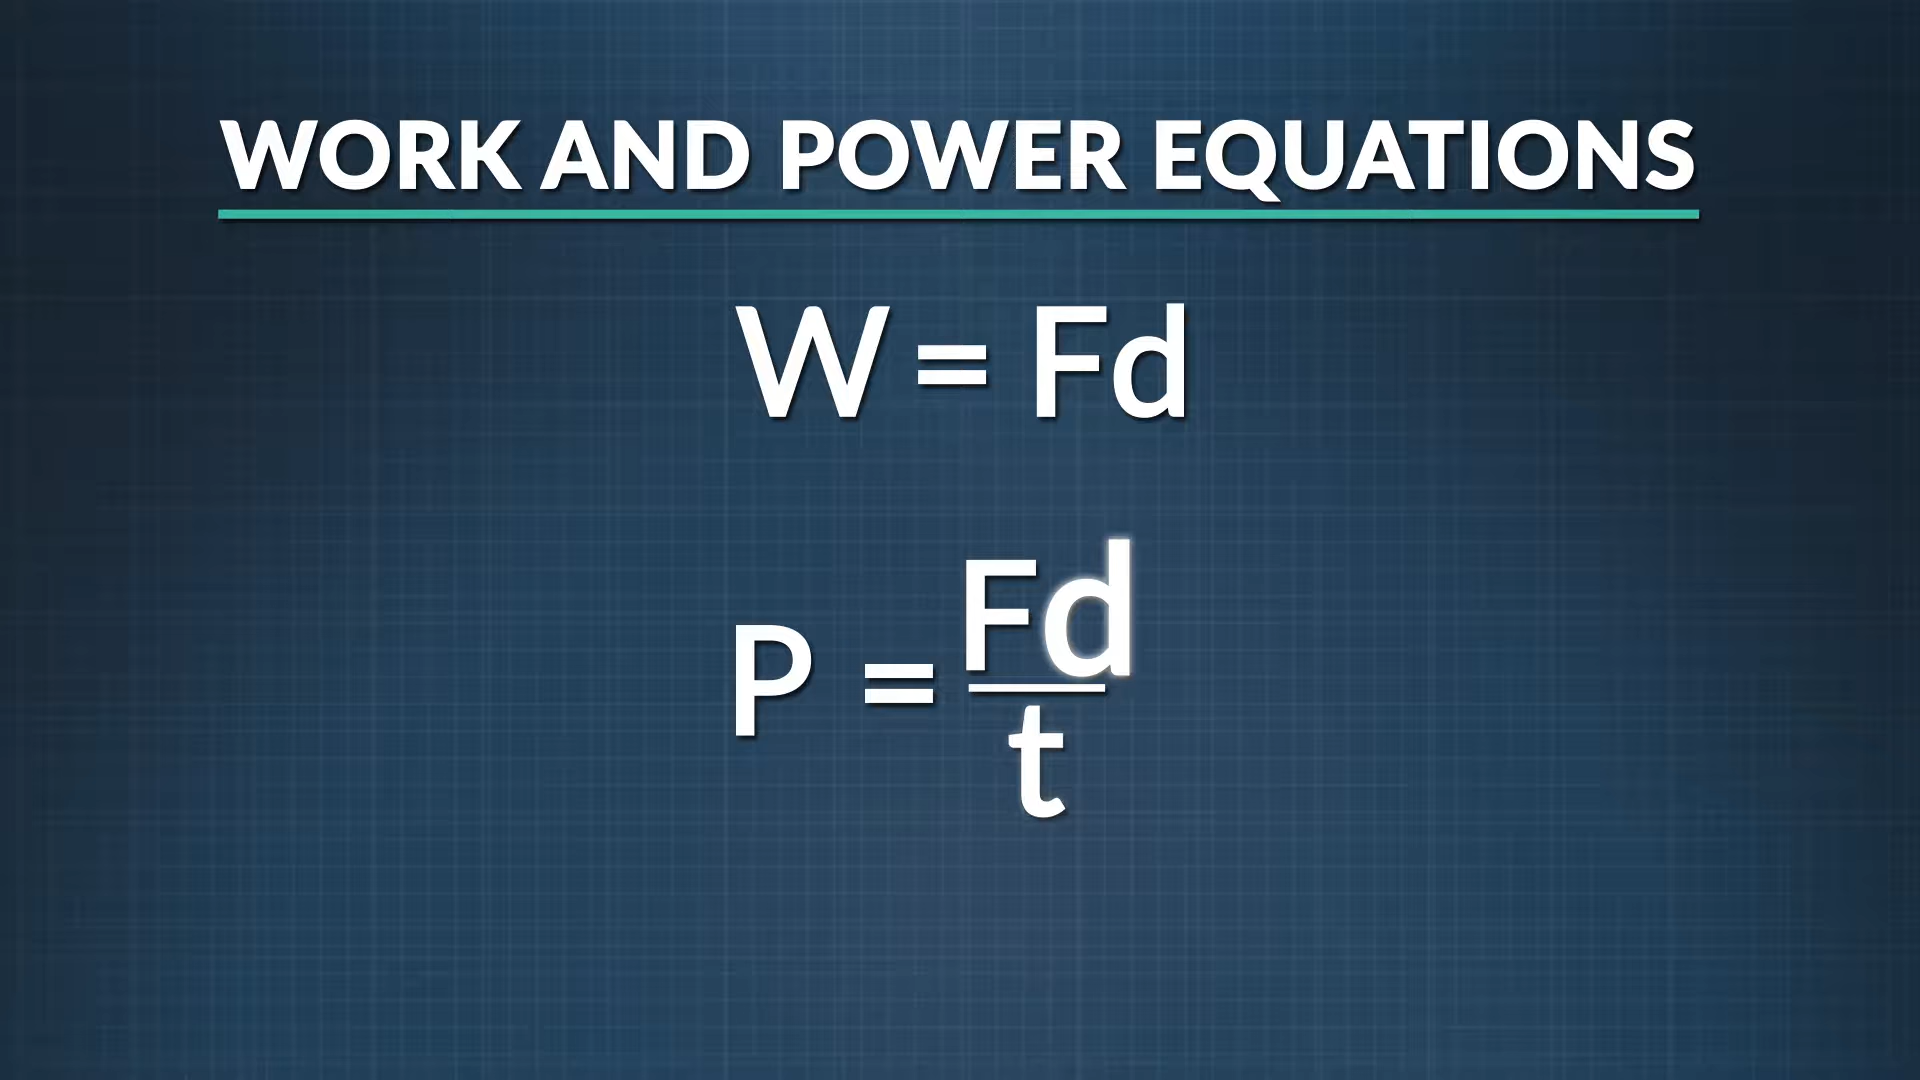 WORK AND POWER EQUATIONS
W = Fd
P = Fd
t